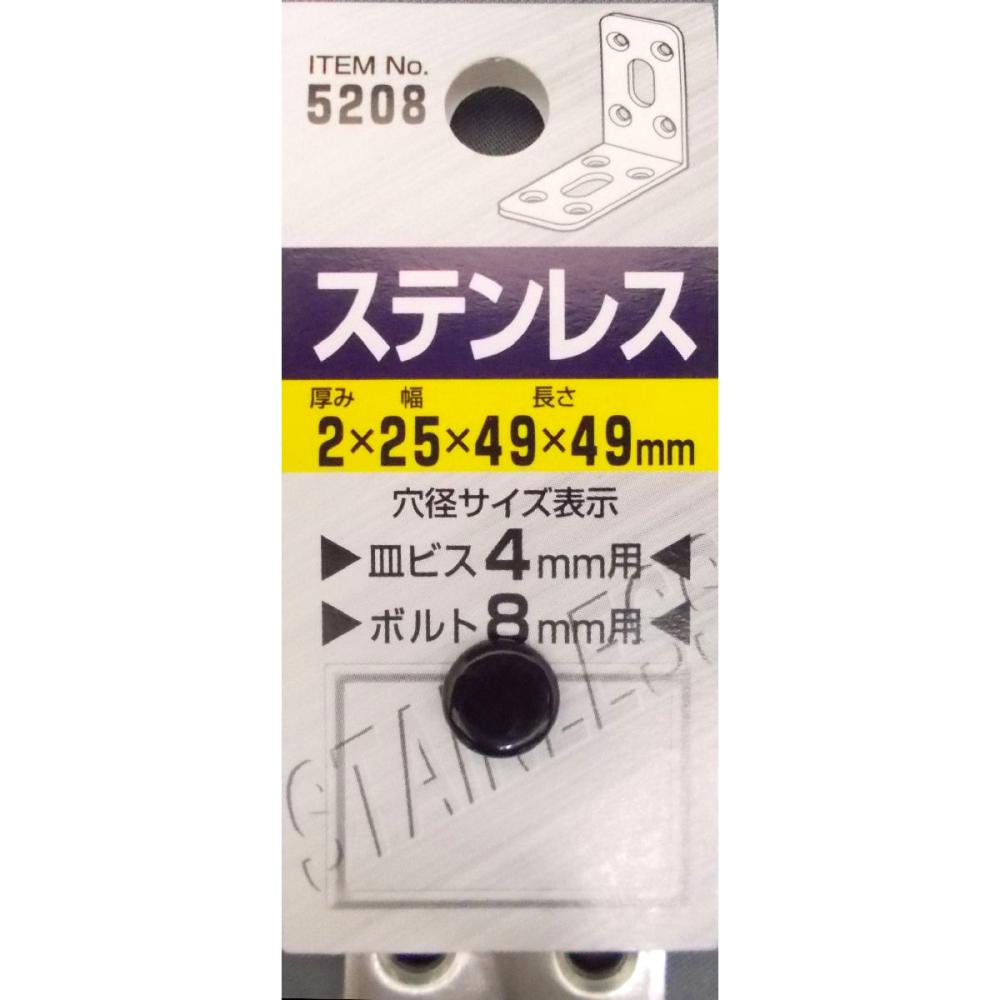 ITEM No.
5208
ステンレス
厚み 幅 長さ
2×25×49×49mm
穴径サイズ表示
▶皿ビス4mm用◀
▶ボルト8mm用◀
STAINLESS